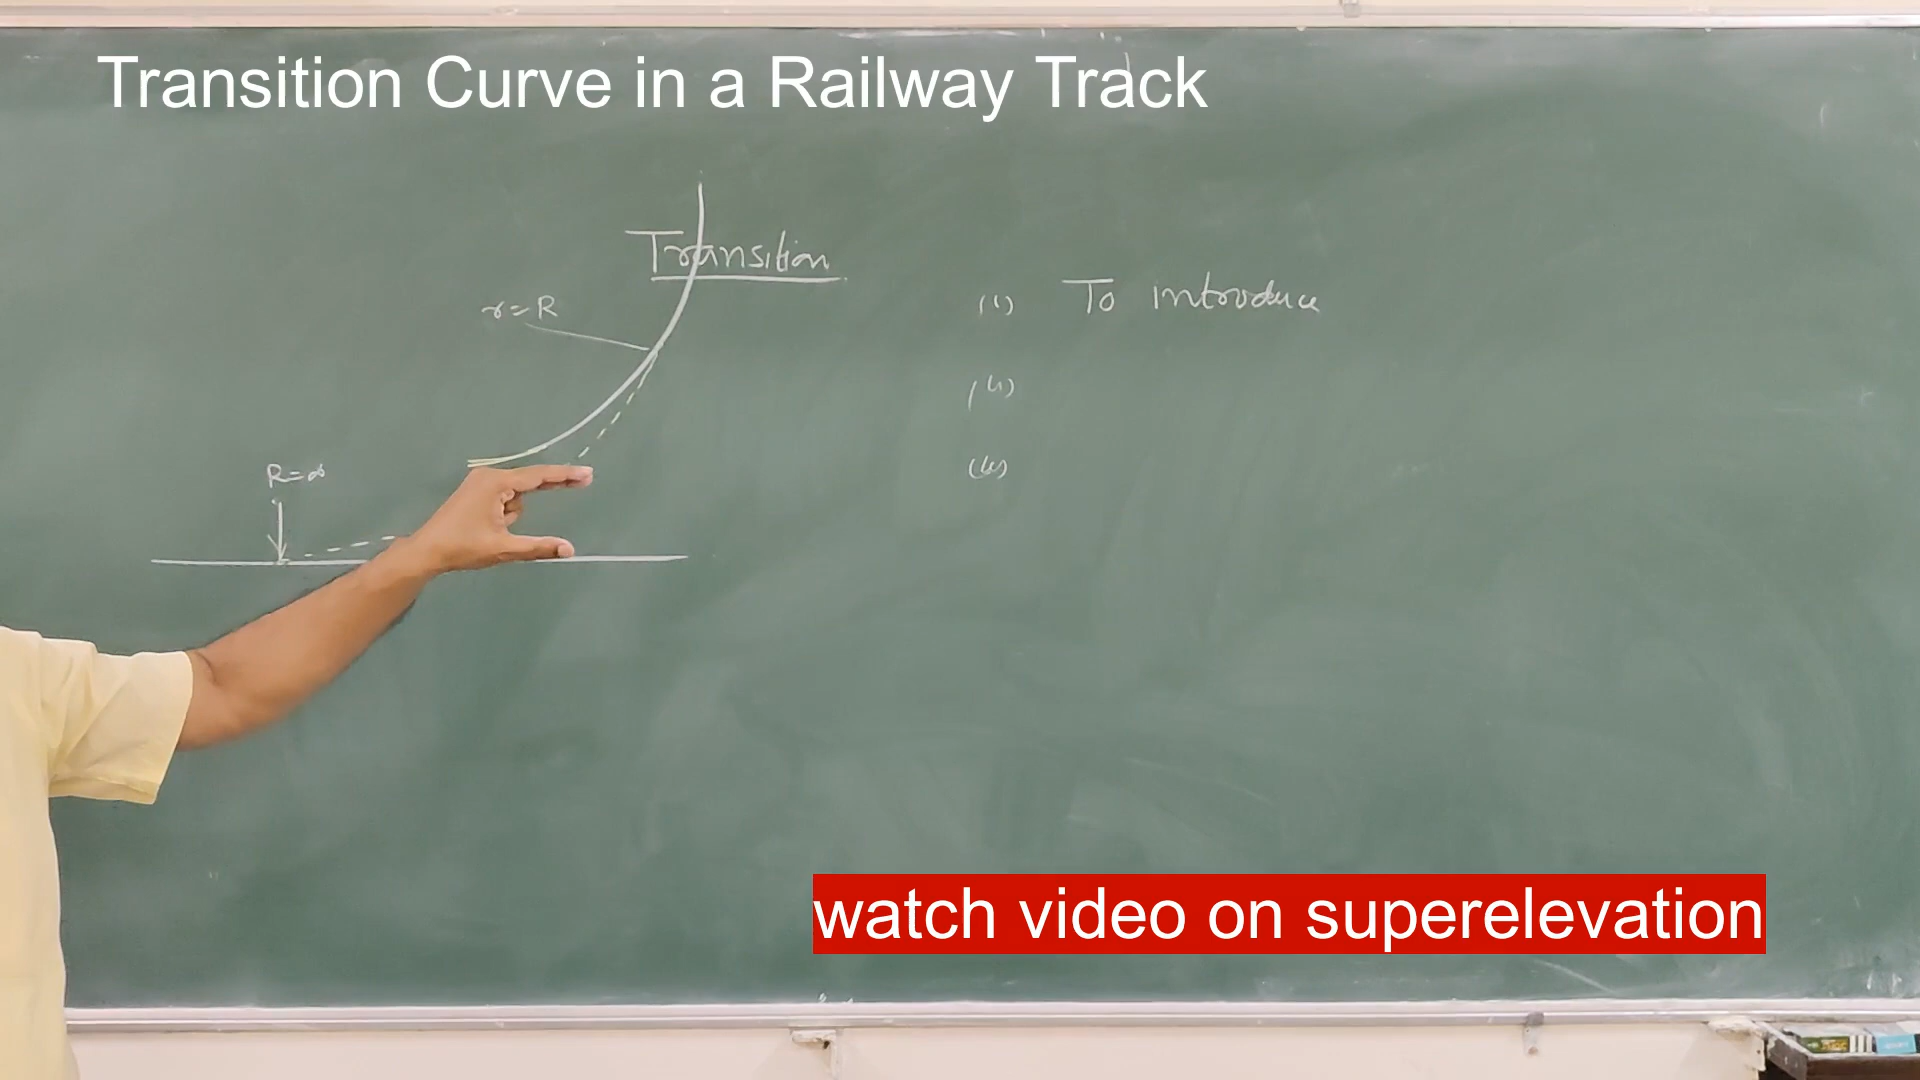 Transition Curve in a Railway Track
Transition
r=R
(i) To introduce
(ii)
(iii)
R=∞
watch video on superelevation